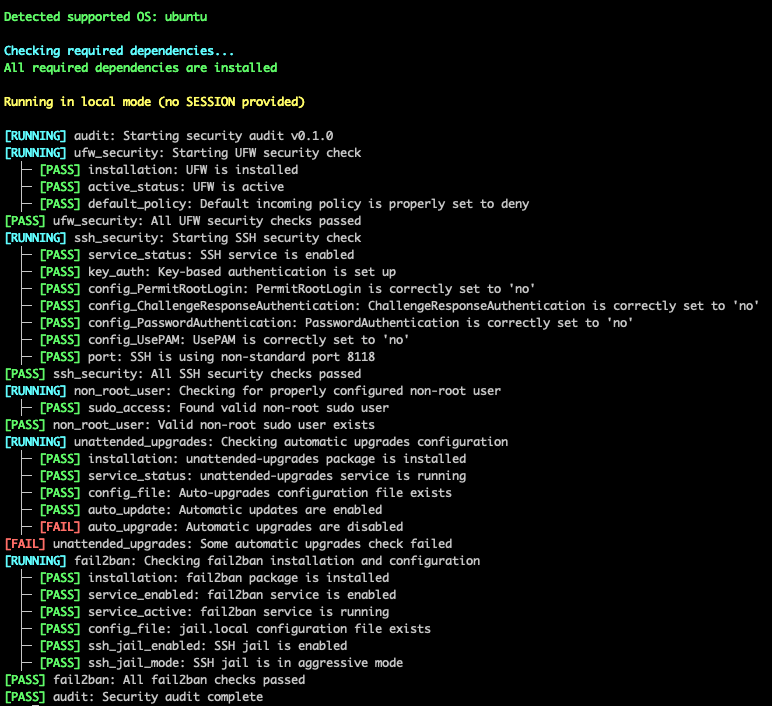 Detected supported OS: ubuntu
Checking required dependencies...
All required dependencies are installed
Running in local mode (no SESSION provided)
[RUNNING] audit: Starting security audit v0.1.0
[RUNNING] ufw_security: Starting UFW security check
├─ [PASS] installation: UFW is installed
├─ [PASS] active_status: UFW is active
├─ [PASS] default_policy: Default incoming policy is properly set to deny
[PASS] ufw_security: All UFW security checks passed
[RUNNING] ssh_security: Starting SSH security check
├─ [PASS] service_status: SSH service is enabled
├─ [PASS] key_auth: Key-based authentication is set up
├─ [PASS] config_PermitRootLogin: PermitRootLogin is correctly set to 'no'
├─ [PASS] config_ChallengeResponseAuthentication: ChallengeResponseAuthentication is correctly set to 'no'
├─ [PASS] config_PasswordAuthentication: PasswordAuthentication is correctly set to 'no'
├─ [PASS] config_UsePAM: UsePAM is correctly set to 'no'
├─ [PASS] port: SSH is using non-standard port 8118
[PASS] ssh_security: All SSH security checks passed
[RUNNING] non_root_user: Checking for properly configured non-root user
├─ [PASS] sudo_access: Found valid non-root sudo user
[PASS] non_root_user: Valid non-root sudo user exists
[RUNNING] unattended_upgrades: Checking automatic upgrades configuration
├─ [PASS] installation: unattended-upgrades package is installed
├─ [PASS] service_status: unattended-upgrades service is running
├─ [PASS] config_file: Auto-upgrades configuration file exists
├─ [PASS] auto_update: Automatic updates are enabled
├─ [FAIL] auto_upgrade: Automatic upgrades are disabled
[FAIL] unattended_upgrades: Some automatic upgrades check failed
[RUNNING] fail2ban: Checking fail2ban installation and configuration
├─ [PASS] installation: fail2ban package is installed
├─ [PASS] service_enabled: fail2ban service is enabled
├─ [PASS] service_active: fail2ban service is running
├─ [PASS] config_file: jail.local configuration file exists
├─ [PASS] ssh_jail_enabled: SSH jail is enabled
├─ [PASS] ssh_jail_mode: SSH jail is in aggressive mode
[PASS] fail2ban: All fail2ban checks passed
[PASS] audit: Security audit complete